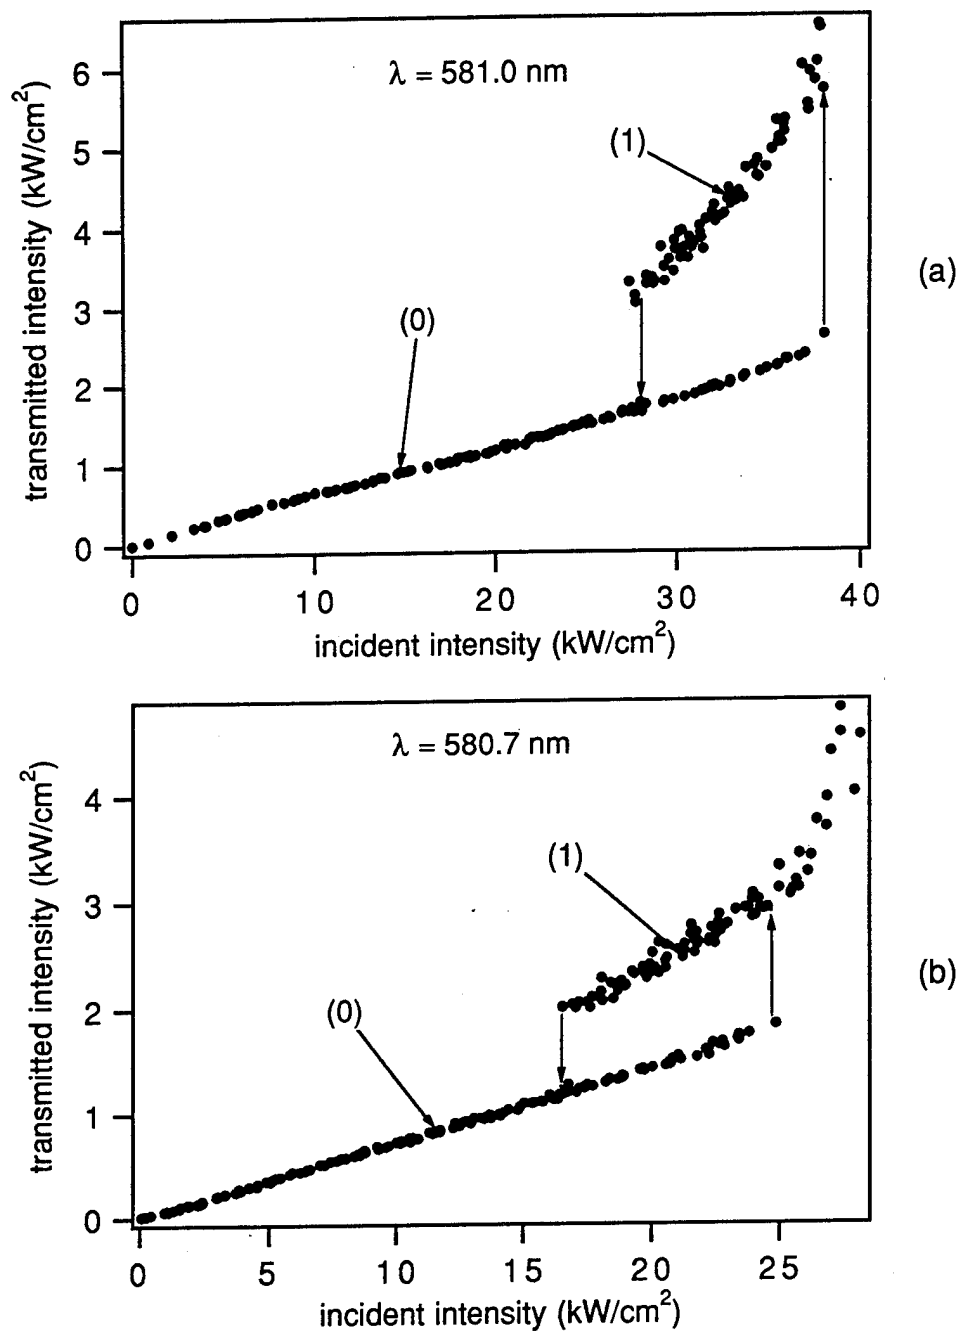 λ = 581.0 nm
(1)
(0)
(a)
transmitted intensity (kW/cm²)
6
5
4
3
2
1
0
0 10 20 30 40
incident intensity (kW/cm²)
λ = 580.7 nm
(1)
(0)
(b)
transmitted intensity (kW/cm²)
4
3
2
1
0
0 5 10 15 20 25
incident intensity (kW/cm²)